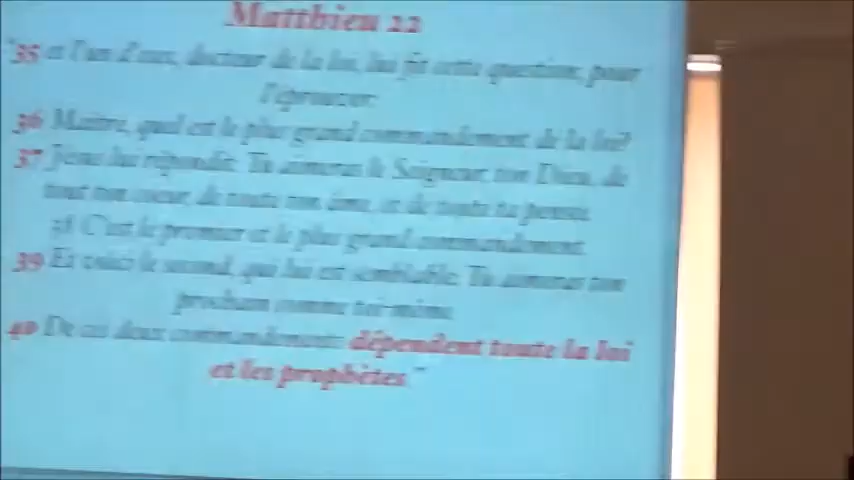 Matthieu 22
"35 et l'un d'eux, docteur de la loi, lui fit cette question, pour
l'éprouver:
36 Maître, quel est le plus grand commandement de la loi?
37 Jésus lui répondit: Tu aimeras le Seigneur, ton Dieu, de
tout ton coeur, de toute ton âme, et de toute ta pensée.
38 C'est le premier et le plus grand commandement.
39 Et voici le second, qui lui est semblable: Tu aimeras ton
prochain comme toi-même.
40 De ces deux commandements dépendent toute la loi
et les prophètes."